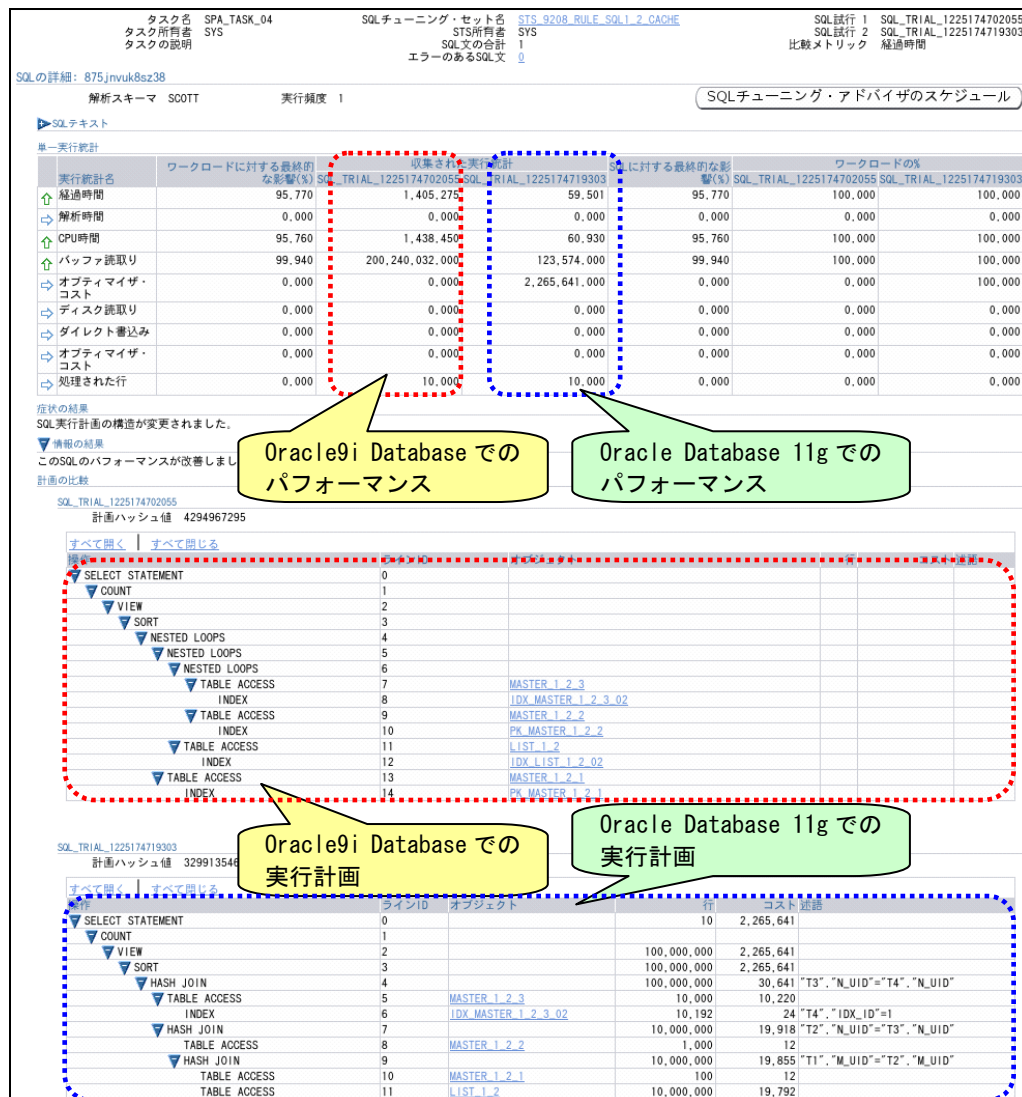 タスク名 SPA_TASK_04 SQLチューニング・セット名 STS_9208_RULE_SQL1_2_CACHE SQL試行 1 SQL_TRIAL_1225174702055
タスク所有者 SYS STS所有者 SYS SQL試行 2 SQL_TRIAL_1225174719303
タスクの説明 SQL文の合計 1 比較メトリック 経過時間
エラーのあるSQL文 0
SQLの詳細: 875jnvuk8sz38
解析スキーマ SCOTT 実行頻度 1 SQLチューニング・アドバイザのスケジュール
SQLテキスト
単一実行統計
実行統計名 ワークロードに対する最終的な影響(%) 収集された実行統計 SQLに対する最終的な影響(%) ワークロードの%
SQL_TRIAL_1225174702055 SQL_TRIAL_1225174719303 SQL_TRIAL_1225174702055 SQL_TRIAL_1225174719303
経過時間 95.770 1,405.275 59.501 95.770 100.000 100.000
解析時間 0.000 0.000 0.000 0.000 0.000 0.000
CPU時間 95.760 1,438.450 60.930 95.760 100.000 100.000
バッファ読取り 99.940 200,240,032.000 123,574.000 99.940 100.000 100.000
オプティマイザ・コスト 0.000 0.000 2,265,641.000 0.000 0.000 100.000
ディスク読取り 0.000 0.000 0.000 0.000 0.000 0.000
ダイレクト書込み 0.000 0.000 0.000 0.000 0.000 0.000
オプティマイザ・コスト 0.000 0.000 0.000 0.000 0.000 0.000
処理された行 0.000 10.000 10.000 0.000 0.000 0.000
症状の結果
SQL実行計画の構造が変更されました。
情報の結果
このSQLのパフォーマンスが改善しまし
Oracle9i Database での
パフォーマンス
Oracle Database 11g での
パフォーマンス
計画の比較
SQL_TRIAL_1225174702055
計画ハッシュ値 4294967295
すべて開く | すべて閉じる
操作 ラインID オブジェクト 行 コスト 述語
SELECT STATEMENT 0
COUNT 1
VIEW 2
SORT 3
NESTED LOOPS 4
NESTED LOOPS 5
NESTED LOOPS 6
TABLE ACCESS 7 MASTER_1_2_3
INDEX 8 IDX_MASTER_1_2_3_02
TABLE ACCESS 9 MASTER_1_2_2
INDEX 10 PK_MASTER_1_2_2
TABLE ACCESS 11 LIST_1_2
INDEX 12 IDX_LIST_1_2_02
TABLE ACCESS 13 MASTER_1_2_1
INDEX 14 PK_MASTER_1_2_1
Oracle9i Database での
実行計画
Oracle Database 11g での
実行計画
SQL_TRIAL_1225174719303
計画ハッシュ値 32991354
すべて開く | すべて閉じる
操作 ラインID オブジェクト 行 コスト 述語
SELECT STATEMENT 0 10 2,265,641
COUNT 1
VIEW 2 100,000,000 2,265,641
SORT 3 100,000,000 2,265,641
HASH JOIN 4 100,000,000 30,641 "T3"."N_UID"="T4"."N_UID"
TABLE ACCESS 5 MASTER_1_2_3 10,000 10,220
INDEX 6 IDX_MASTER_1_2_3_02 10,192 24 "T4"."IDX_ID"=1
HASH JOIN 7 10,000,000 19,918 "T2"."N_UID"="T3"."N_UID"
TABLE ACCESS 8 MASTER_1_2_2 1,000 12
HASH JOIN 9 10,000,000 19,855 "T1"."M_UID"="T2"."M_UID"
TABLE ACCESS 10 MASTER_1_2_1 100 12
TABLE ACCESS 11 LIST_1_2 10,000,000 19,792